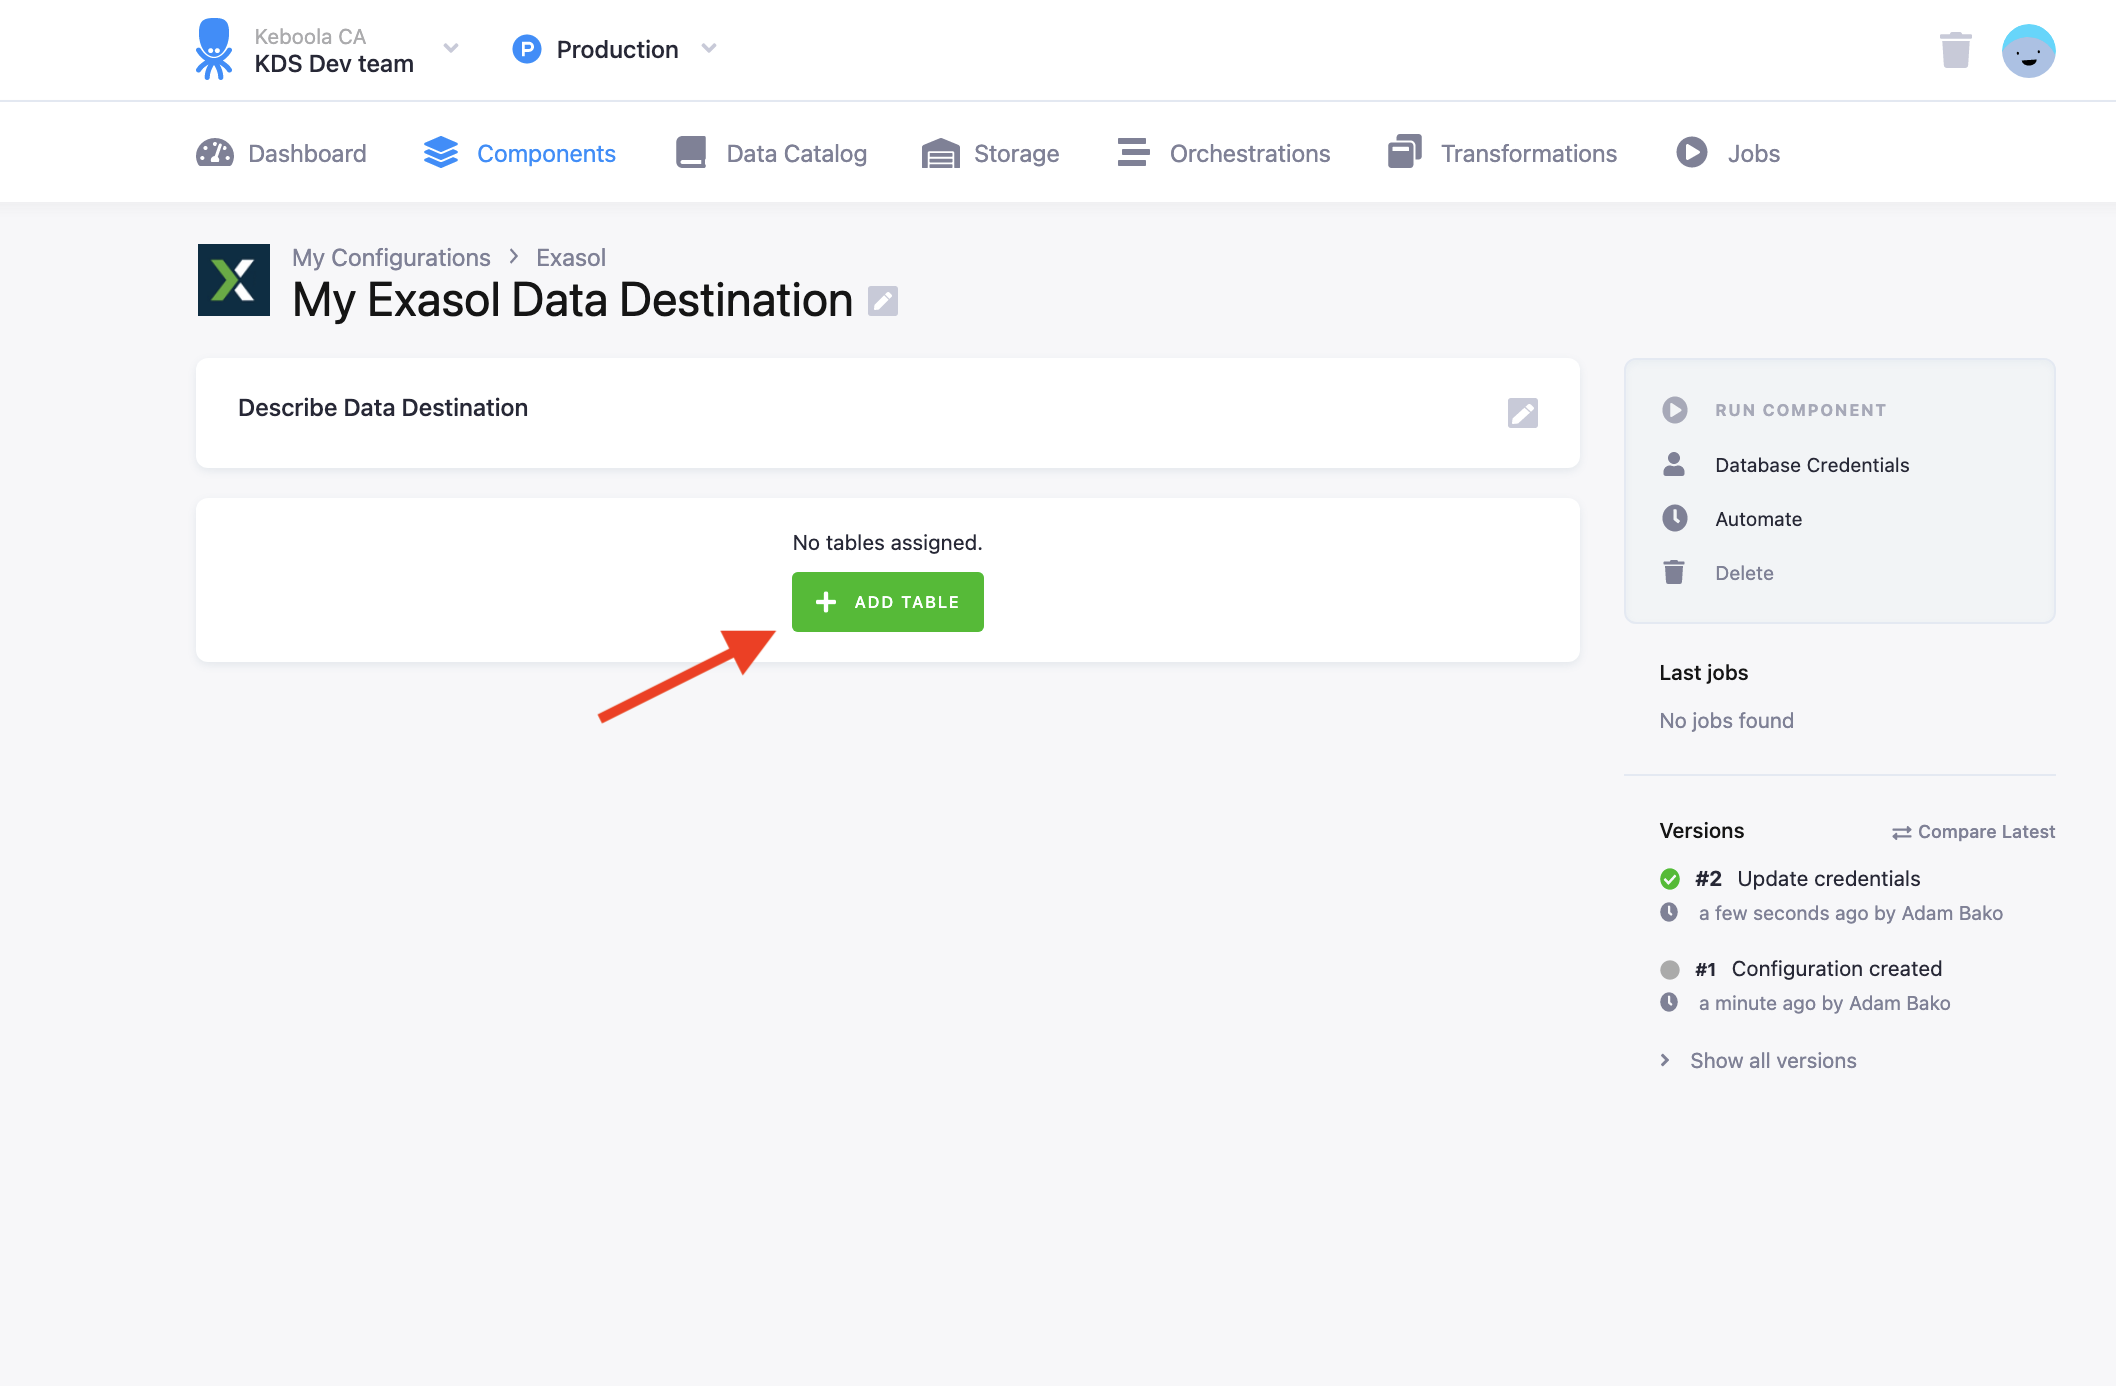 Keboola CA
KDS Dev team
P Production
Dashboard
Components
Data Catalog
Storage
Orchestrations
Transformations
Jobs
My Configurations > Exasol
My Exasol Data Destination
Describe Data Destination
No tables assigned.
+ ADD TABLE
RUN COMPONENT
Database Credentials
Automate
Delete
Last jobs
No jobs found
Versions
Compare Latest
#2 Update credentials
a few seconds ago by Adam Bako
#1 Configuration created
a minute ago by Adam Bako
Show all versions